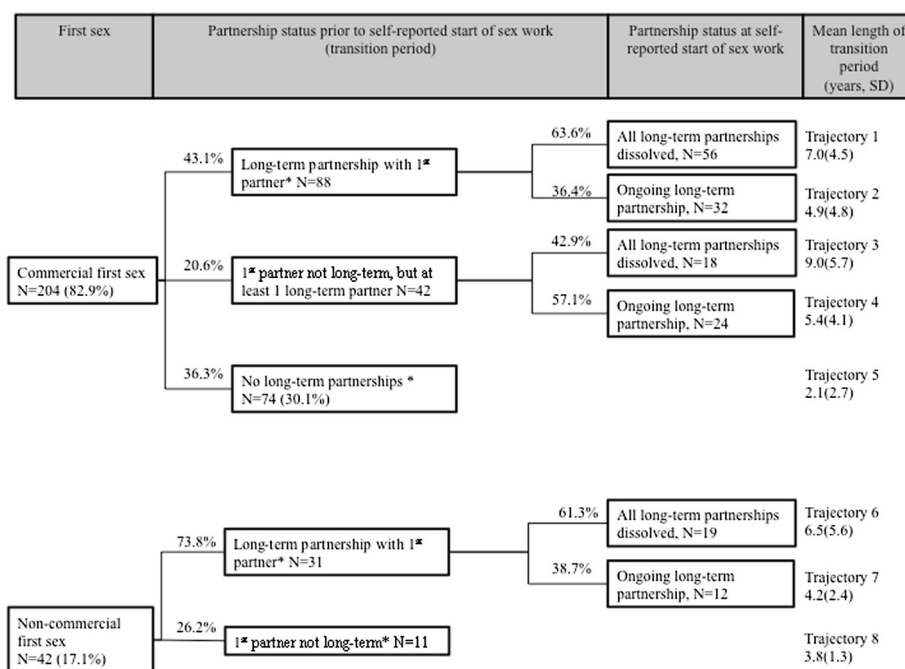 First sex
Partnership status prior to self-reported start of sex work
(transition period)
Partnership status at self-
reported start of sex work
Mean length of
transition
period
(years, SD)
Commercial first sex
N=204 (82.9%)
43.1%
Long-term partnership with 1st
partner* N=88
63.6%
All long-term partnerships
dissolved, N=56
Trajectory 1
7.0(4.5)
36.4%
Ongoing long-term
partnership, N=32
Trajectory 2
4.9(4.8)
20.6%
1st partner not long-term, but at
least 1 long-term partner N=42
42.9%
All long-term partnerships
dissolved, N=18
Trajectory 3
9.0(5.7)
57.1%
Ongoing long-term
partnership, N=24
Trajectory 4
5.4(4.1)
36.3%
No long-term partnerships *
N=74 (30.1%)
Trajectory 5
2.1(2.7)
Non-commercial
first sex
N=42 (17.1%)
73.8%
Long-term partnership with 1st
partner* N=31
61.3%
All long-term partnerships
dissolved, N=19
Trajectory 6
6.5(5.6)
38.7%
Ongoing long-term
partnership, N=12
Trajectory 7
4.2(2.4)
26.2%
1st partner not long-term* N=11
Trajectory 8
3.8(1.3)